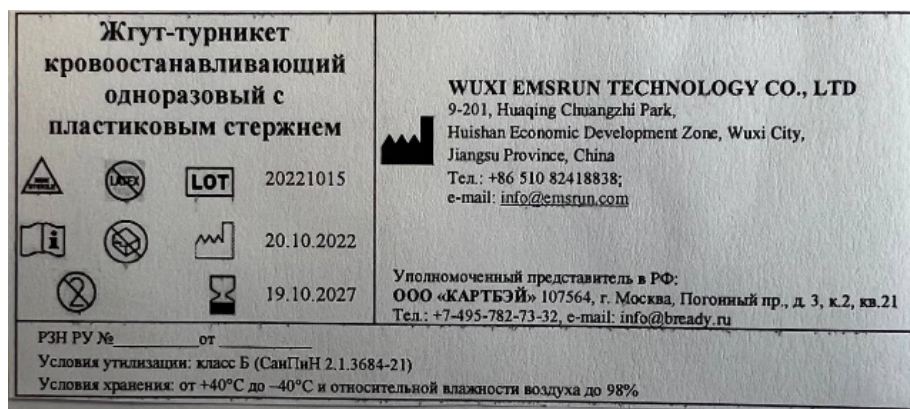 Жгут-турникет
кровоостанавливающий
одноразовый с
пластиковым стержнем
LATEX
LOT 20221015
20.10.2022
19.10.2027
WUXI EMSRUN TECHNOLOGY CO., LTD
9-201, Huaqing Chuangzhi Park,
Huishan Economic Development Zone, Wuxi City,
Jiangsu Province, China
Тел.: +86 510 82418838;
e-mail: info@emsrun.com
Уполномоченный представитель в РФ:
ООО «КАРТБЭЙ» 107564, г. Москва, Погонный пр., д. 3, к.2, кв.21
Тел.: +7-495-782-73-32, e-mail: info@bready.ru
РЗН РУ №_________от __________
Условия утилизации: класс Б (СанПиН 2.1.3684-21)
Условия хранения: от +40°С до –40°С и относительной влажности воздуха до 98%